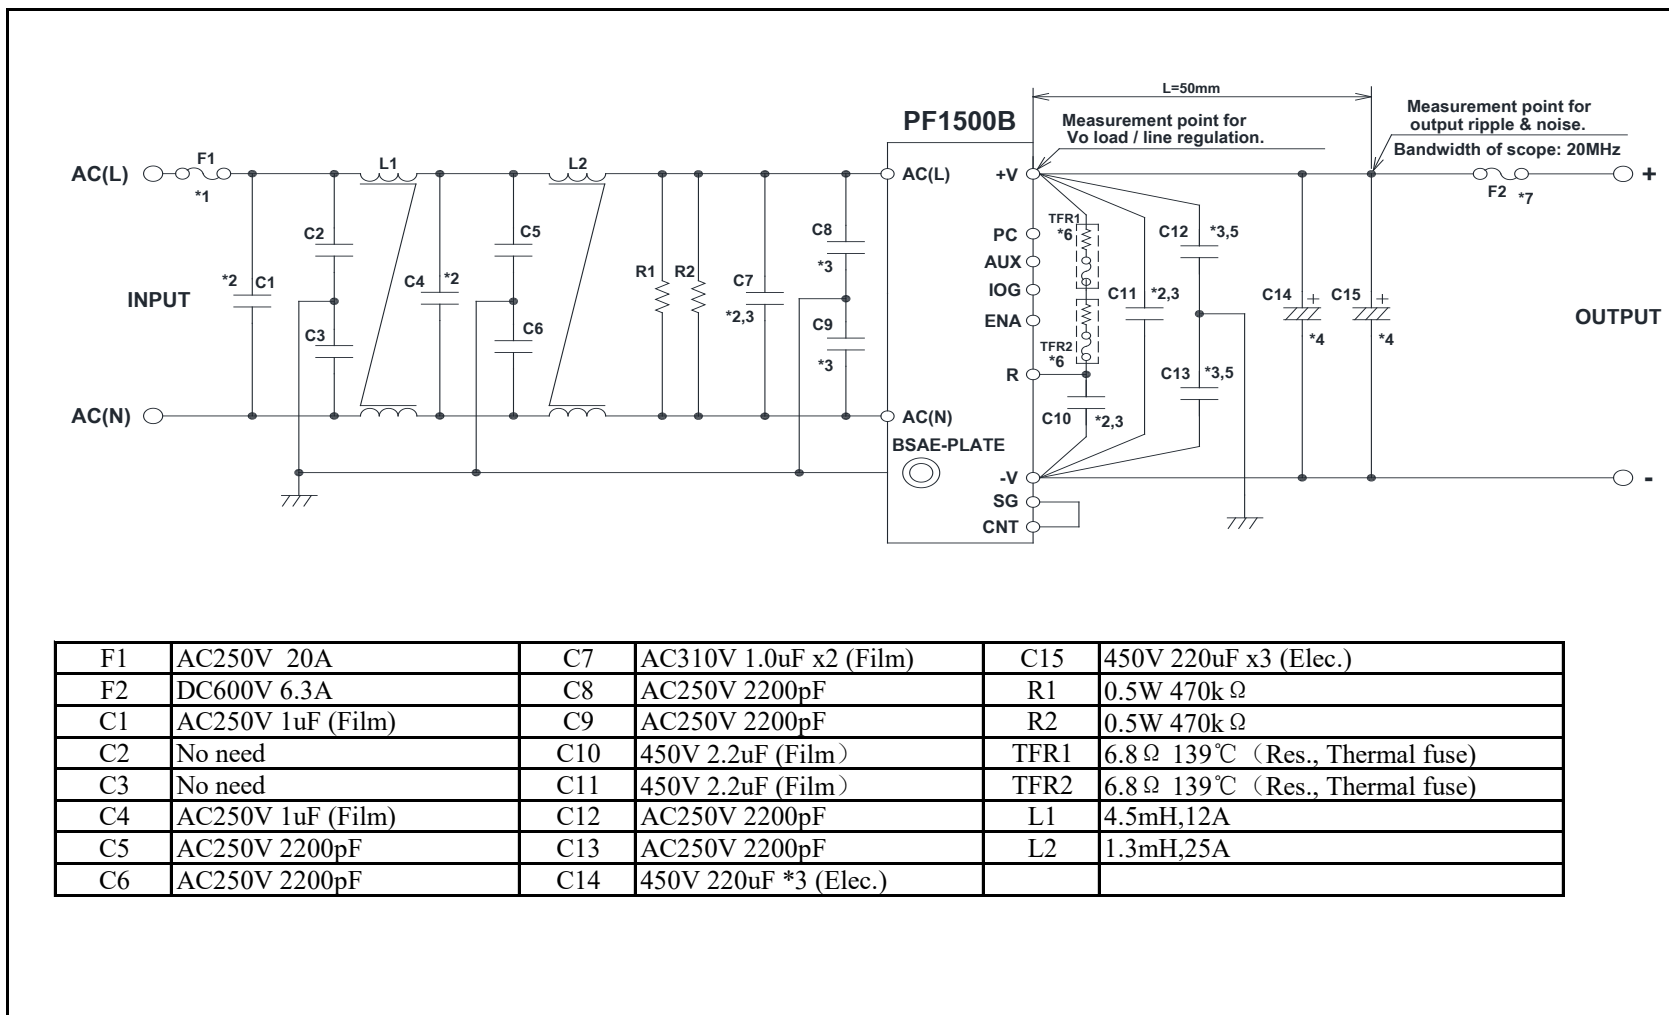 L=50mm
PF1500B
Measurement point for
Vo load / line regulation.
Measurement point for
output ripple & noise.
Bandwidth of scope: 20MHz
AC(L)
F1
*1
L1
L2
AC(L)
+V
F2
*7
+
C2
C5
C8
*3
PC
TFR1
*6
C12
*3,5
AUX
*2
C1
C4
*2
R1
R2
C7
*2,3
IOG
C11
*2,3
C14
+
*4
C15
+
*4
INPUT
OUTPUT
C3
C6
C9
*3
ENA
TFR2
*6
R
C13
*3,5
C10
*2,3
AC(N)
AC(N)
BSAE-PLATE
-V
-
SG
CNT
F1 AC250V 20A C7 AC310V 1.0uF x2 (Film) C15 450V 220uF x3 (Elec.)
F2 DC600V 6.3A C8 AC250V 2200pF R1 0.5W 470k Ω
C1 AC250V 1uF (Film) C9 AC250V 2200pF R2 0.5W 470k Ω
C2 No need C10 450V 2.2uF (Film） TFR1 6.8 Ω 139℃（Res., Thermal fuse)
C3 No need C11 450V 2.2uF (Film） TFR2 6.8 Ω 139℃（Res., Thermal fuse)
C4 AC250V 1uF (Film) C12 AC250V 2200pF L1 4.5mH,12A
C5 AC250V 2200pF C13 AC250V 2200pF L2 1.3mH,25A
C6 AC250V 2200pF C14 450V 220uF *3 (Elec.)